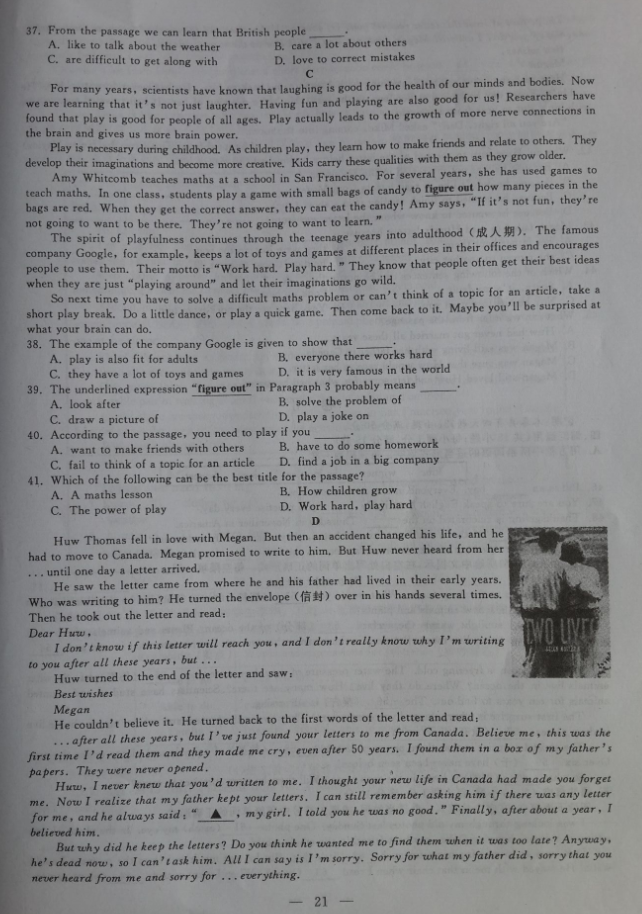 37. From the passage we can learn that British people ______.
A. like to talk about the weather B. care a lot about others
C. are difficult to get along with D. love to correct mistakes
C
For many years, scientists have known that laughing is good for the health of our minds and bodies. Now
we are learning that it's not just laughter. Having fun and playing are also good for us! Researchers have
found that play is good for people of all ages. Play actually leads to the growth of more nerve connections in
the brain and gives us more brain power.
Play is necessary during childhood. As children play, they learn how to make friends and relate to others. They
develop their imaginations and become more creative. Kids carry these qualities with them as they grow older.
Amy Whitcomb teaches maths at a school in San Francisco. For several years, she has used games to
teach maths. In one class, students play a game with small bags of candy to figure out how many pieces in the
bags are red. When they get the correct answer, they can eat the candy! Amy says, "If it's not fun, they're
not going to want to be there. They're not going to want to learn."
The spirit of playfulness continues through the teenage years into adulthood (成人期). The famous
company Google, for example, keeps a lot of toys and games at different places in their offices and encourages
people to use them. Their motto is "Work hard. Play hard." They know that people often get their best ideas
when they are just "playing around" and let their imaginations go wild.
So next time you have to solve a difficult maths problem or can't think of a topic for an article, take a
short play break. Do a little dance, or play a quick game. Then come back to it. Maybe you'll be surprised at
what your brain can do.
38. The example of the company Google is given to show that ______.
A. play is also fit for adults B. everyone there works hard
C. they have a lot of toys and games D. it is very famous in the world
39. The underlined expression "figure out" in Paragraph 3 probably means ______.
A. look after B. solve the problem of
C. draw a picture of D. play a joke on
40. According to the passage, you need to play if you ______.
A. want to make friends with others B. have to do some homework
C. fail to think of a topic for an article D. find a job in a big company
41. Which of the following can be the best title for the passage?
A. A maths lesson B. How children grow
C. The power of play D. Work hard, play hard
D
Huw Thomas fell in love with Megan. But then an accident changed his life, and he
had to move to Canada. Megan promised to write to him. But Huw never heard from her
... until one day a letter arrived.
He saw the letter came from where he and his father had lived in their early years.
Who was writing to him? He turned the envelope (信封) over in his hands several times.
Then he took out the letter and read:
Dear Huw,
I don't know if this letter will reach you, and I don't really know why I'm writing
to you after all these years, but ...
Huw turned to the end of the letter and saw:
Best wishes
Megan
He couldn't believe it. He turned back to the first words of the letter and read:
... after all these years, but I've just found your letters to me from Canada. Believe me, this was the
first time I'd read them and they made me cry, even after 50 years. I found them in a box of my father's
papers. They were never opened.
Huw, I never knew that you'd written to me. I thought your new life in Canada had made you forget
me. Now I realize that my father kept your letters. I can still remember asking him if there was any letter
for me, and he always said: "▲, my girl. I told you he was no good." Finally, after about a year, I
believed him.
But why did he keep the letters? Do you think he wanted me to find them when it was too late? Anyway,
he's dead now, so I can't ask him. All I can say is I'm sorry. Sorry for what my father did, sorry that you
never heard from me and sorry for ... everything.
TWO LIVES
— 21 —